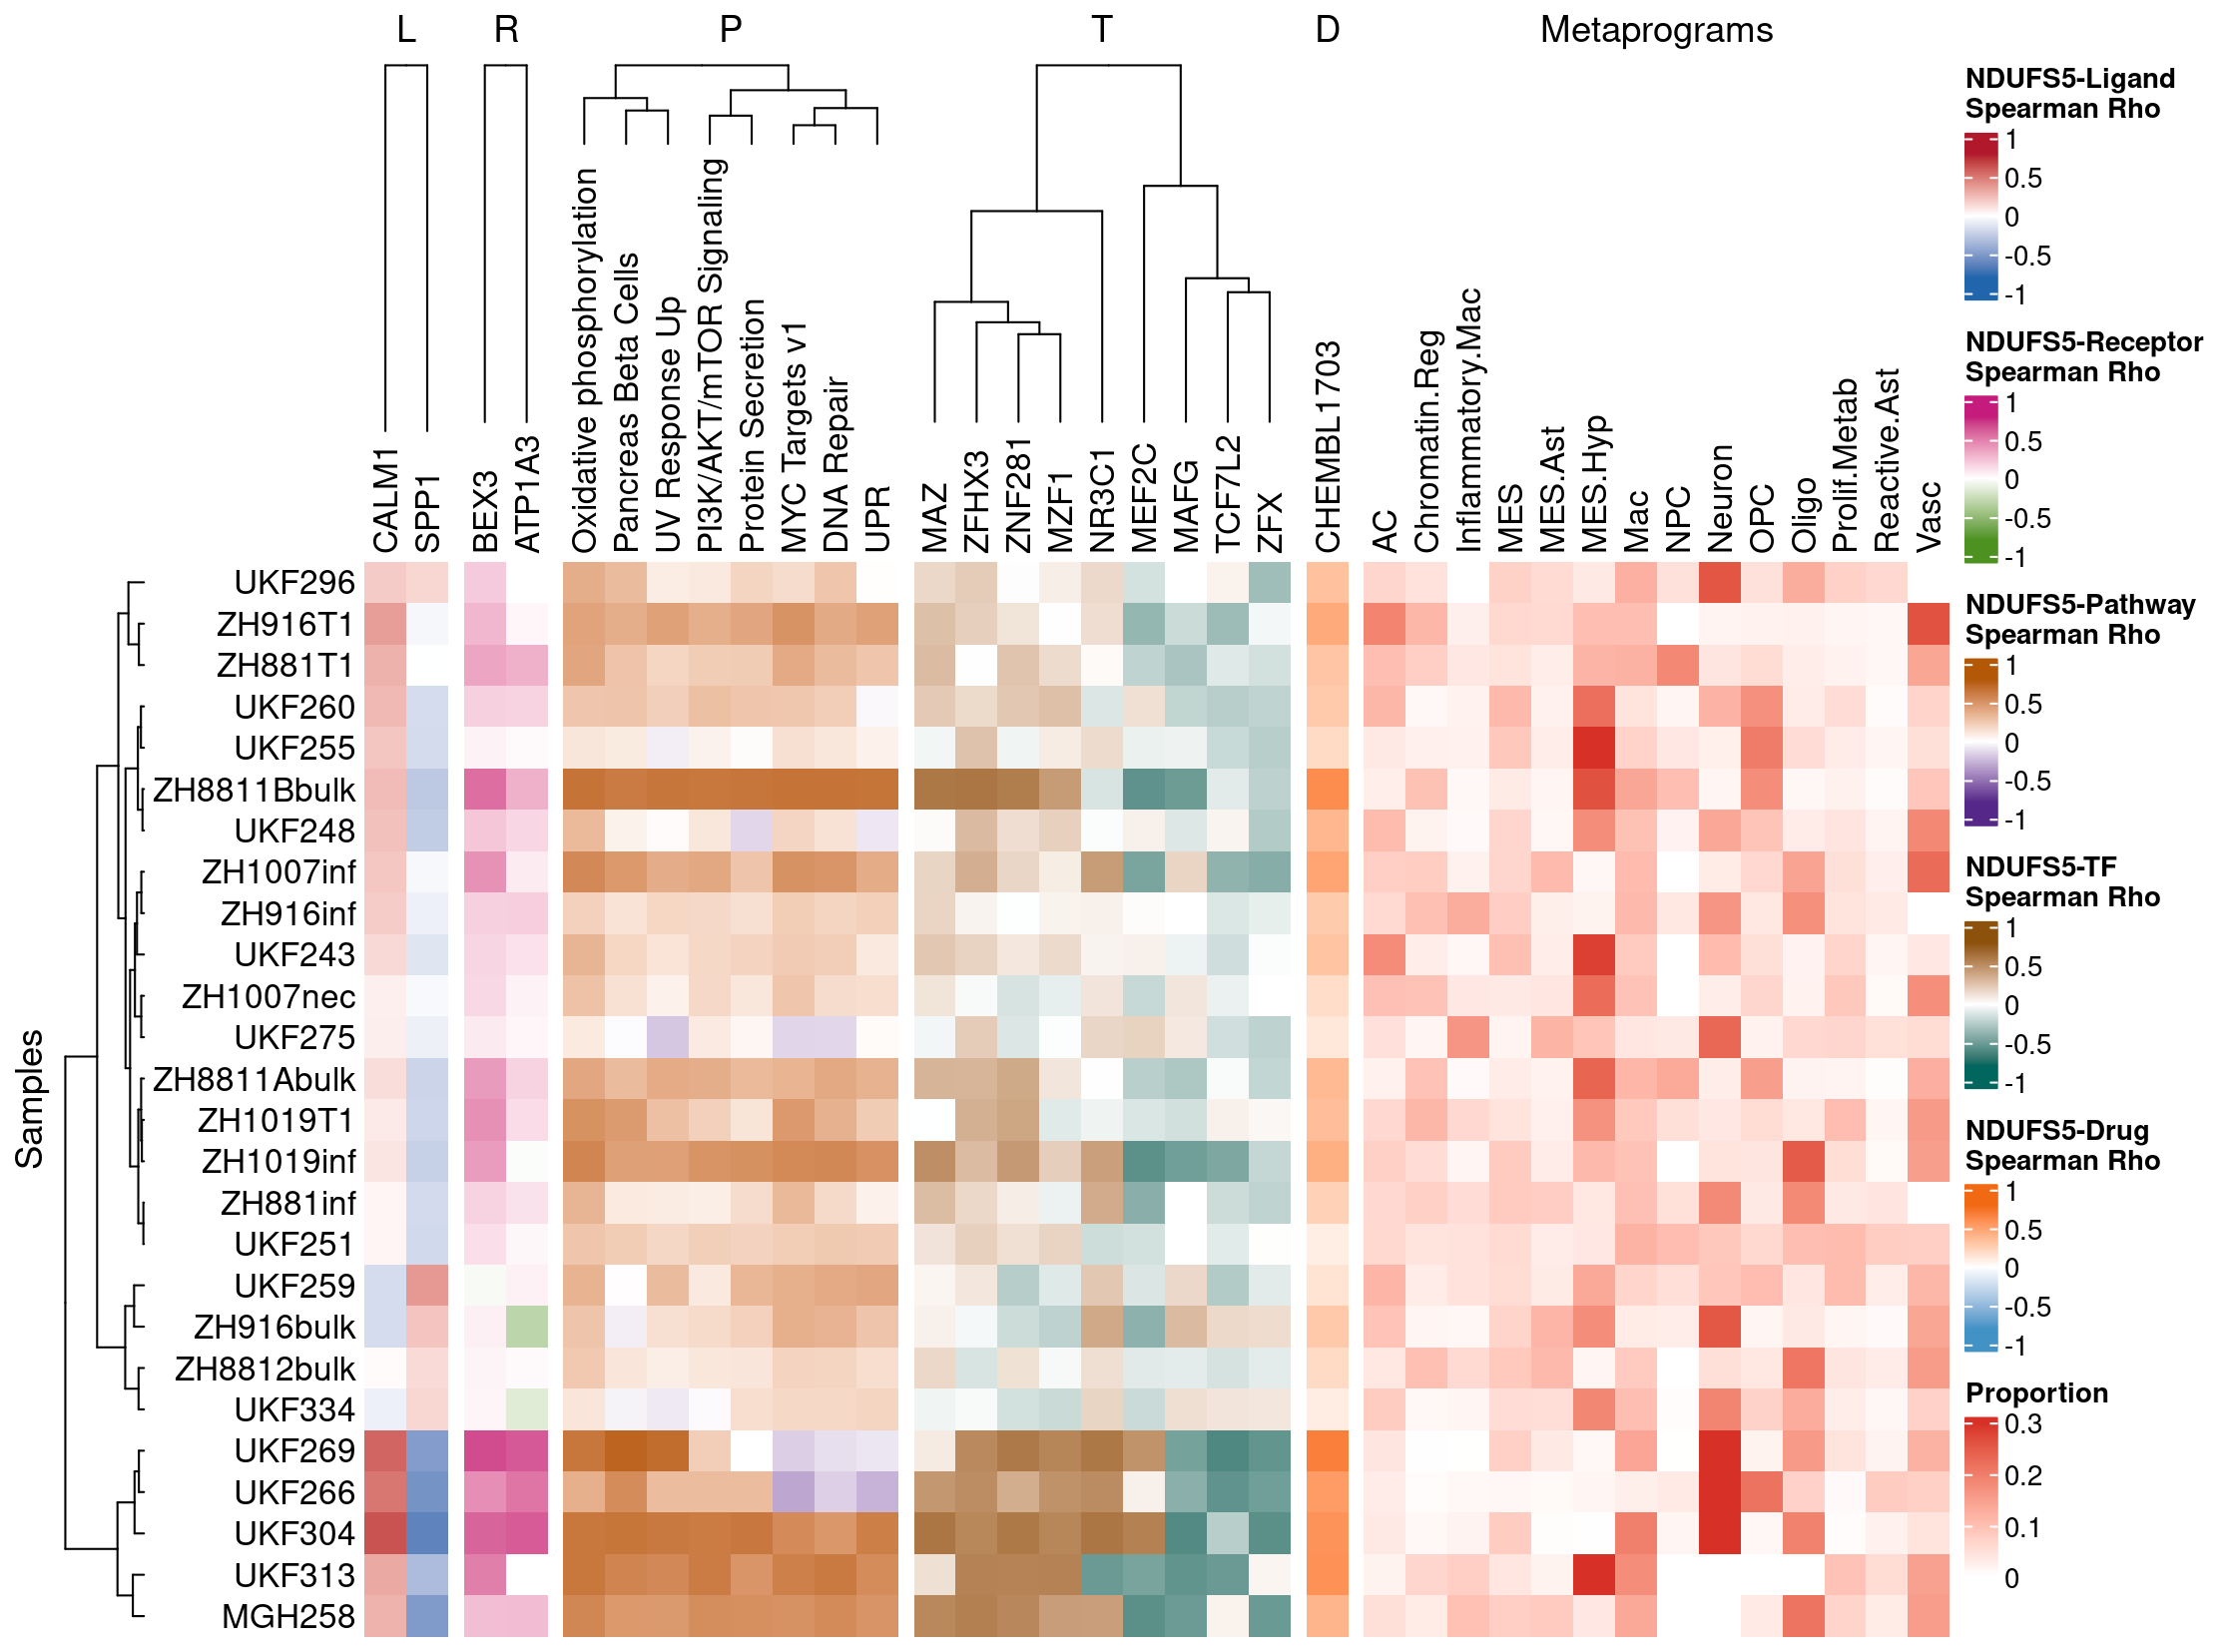 L R P T D Metaprograms
Oxidative phosphorylation
Pancreas Beta Cells
UV Response Up
PI3K/AKT/mTOR Signaling
Protein Secretion
MYC Targets v1
DNA Repair
UPR
CALM1
SPP1
BEX3
ATP1A3
MAZ
ZFHX3
ZNF281
MZF1
NR3C1
MEF2C
MAFG
TCF7L2
ZFX
CHEMBL1703
AC
Chromatin.Reg
Inflammatory.Mac
MES
MES.Ast
MES.Hyp
Mac
NPC
Neuron
OPC
Oligo
Prolif.Metab
Reactive.Ast
Vasc
Samples
UKF296
ZH916T1
ZH881T1
UKF260
UKF255
ZH8811Bbulk
UKF248
ZH1007inf
ZH916inf
UKF243
ZH1007nec
UKF275
ZH8811Abulk
ZH1019T1
ZH1019inf
ZH881inf
UKF251
UKF259
ZH916bulk
ZH8812bulk
UKF334
UKF269
UKF266
UKF304
UKF313
MGH258
NDUFS5-Ligand
Spearman Rho
1
0.5
0
-0.5
-1
NDUFS5-Receptor
Spearman Rho
1
0.5
0
-0.5
-1
NDUFS5-Pathway
Spearman Rho
1
0.5
0
-0.5
-1
NDUFS5-TF
Spearman Rho
1
0.5
0
-0.5
-1
NDUFS5-Drug
Spearman Rho
1
0.5
0
-0.5
-1
Proportion
0.3
0.2
0.1
0